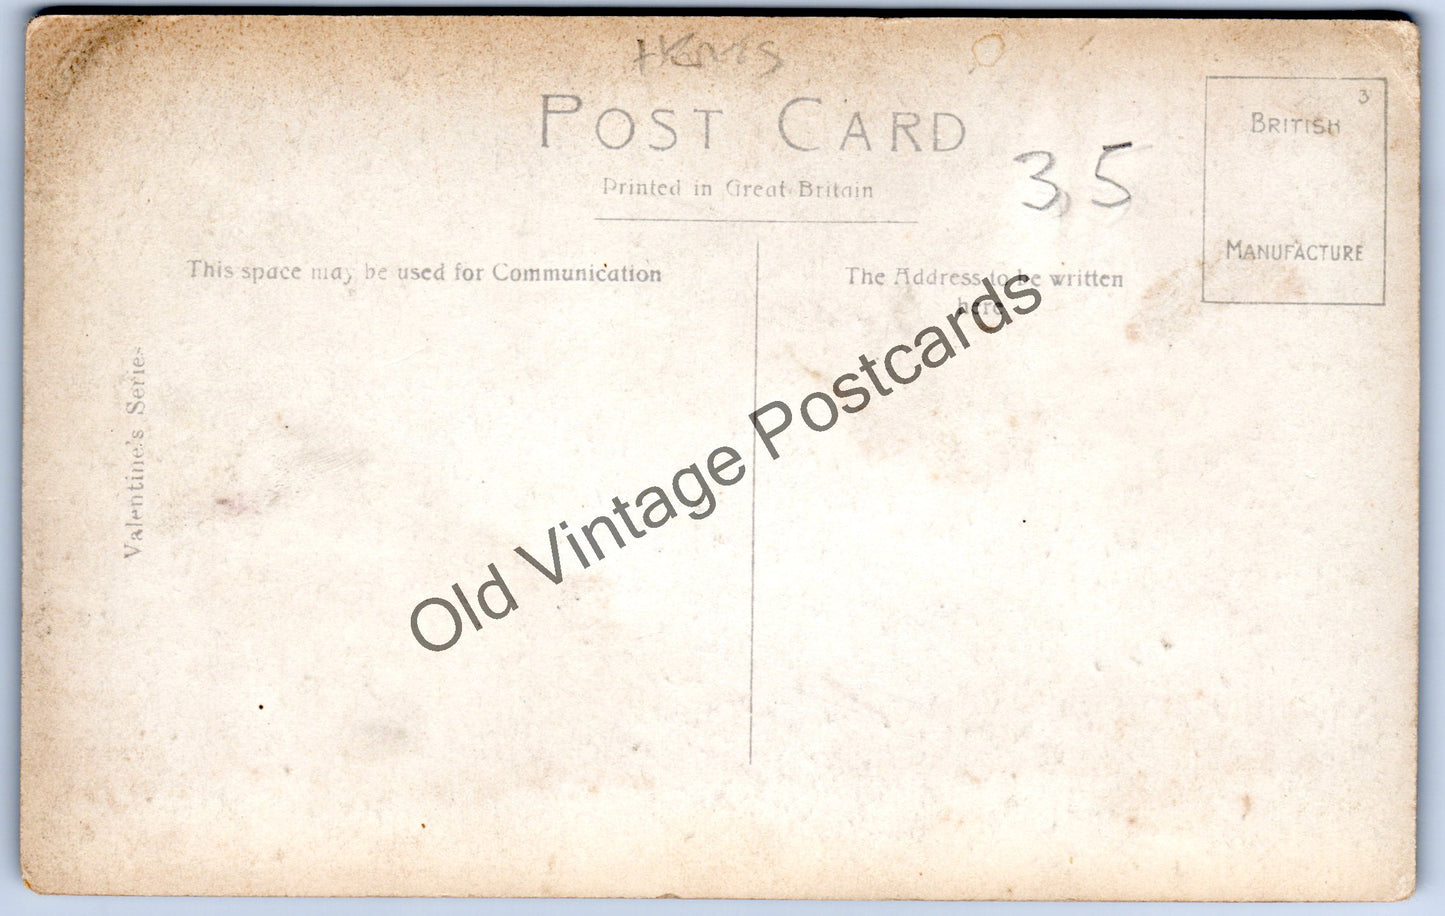 POST CARD
Printed in Great Britain
35
3
BRITISH
MANUFACTURE
This space may be used for Communication
The Address to be written
here
Valentine's Series
Old Vintage Postcards